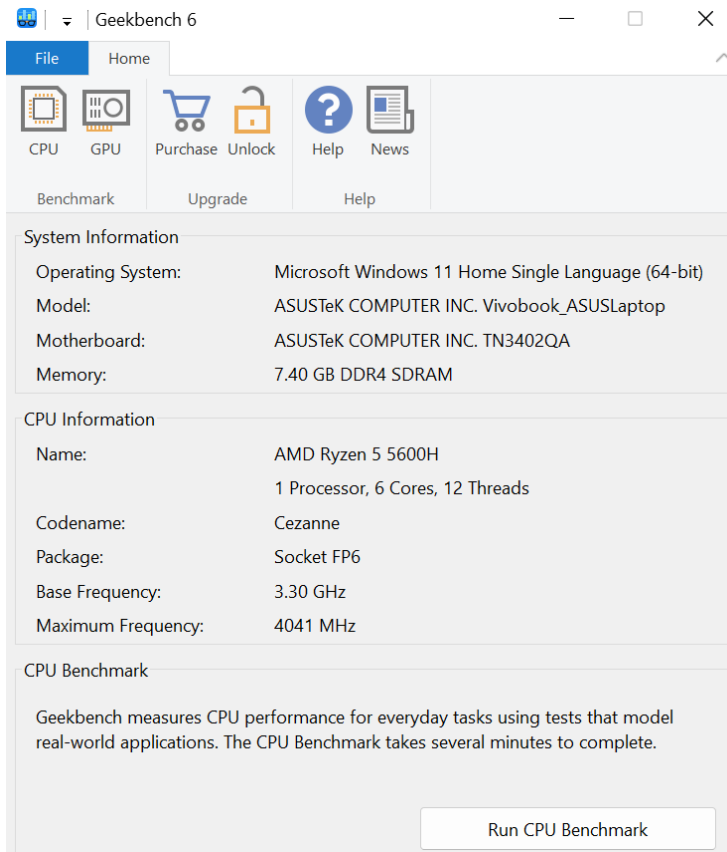 Geekbench 6
File Home
CPU GPU Purchase Unlock Help News
Benchmark Upgrade Help
System Information
Operating System: Microsoft Windows 11 Home Single Language (64-bit)
Model: ASUSTeK COMPUTER INC. Vivobook_ASUSLaptop
Motherboard: ASUSTeK COMPUTER INC. TN3402QA
Memory: 7.40 GB DDR4 SDRAM
CPU Information
Name: AMD Ryzen 5 5600H
1 Processor, 6 Cores, 12 Threads
Codename: Cezanne
Package: Socket FP6
Base Frequency: 3.30 GHz
Maximum Frequency: 4041 MHz
CPU Benchmark
Geekbench measures CPU performance for everyday tasks using tests that model
real-world applications. The CPU Benchmark takes several minutes to complete.
Run CPU Benchmark